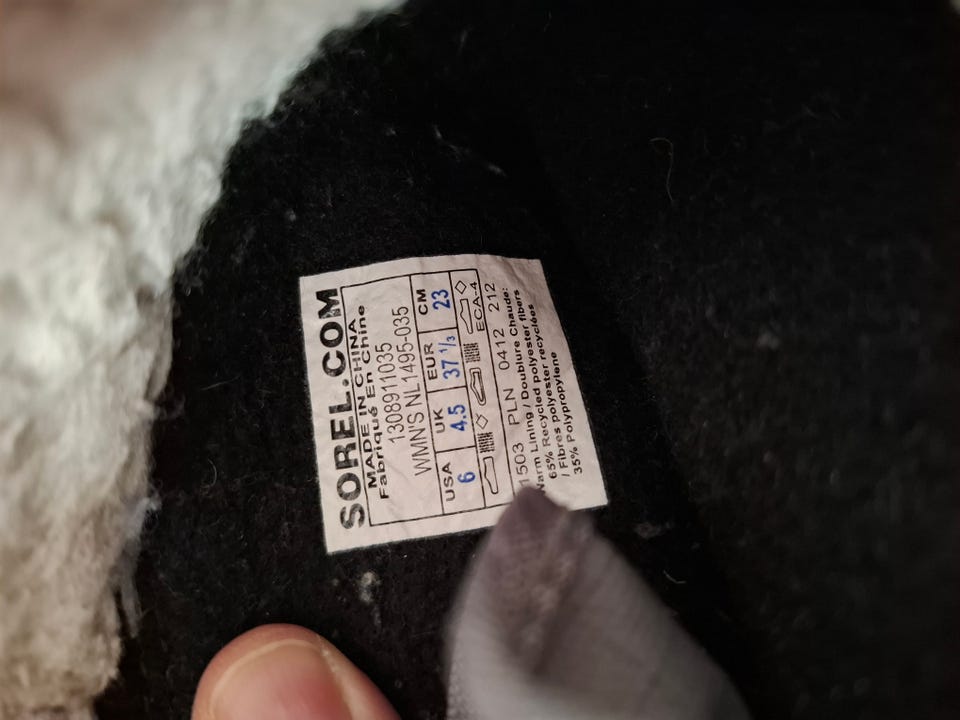 SOREL.COM
MADE IN CHINA
Fabriqué En Chine
1308911035
WMN'S NL1495-035
USA UK EUR CM
6 4.5 37 1/3 23
ECA-4
1503 PLN 0412 212
Warm Lining / Doublure Chaude:
65% Recycled polyester fibers
/ Fibres polyester recyclées
35% Polypropylene